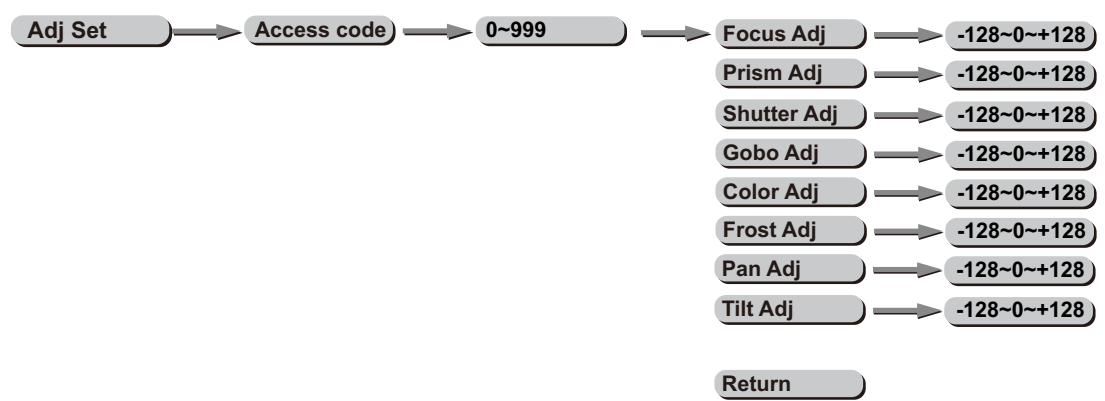 Adj Set Access code 0~999 Focus Adj -128~0~+128
Prism Adj -128~0~+128
Shutter Adj -128~0~+128
Gobo Adj -128~0~+128
Color Adj -128~0~+128
Frost Adj -128~0~+128
Pan Adj -128~0~+128
Tilt Adj -128~0~+128
Return